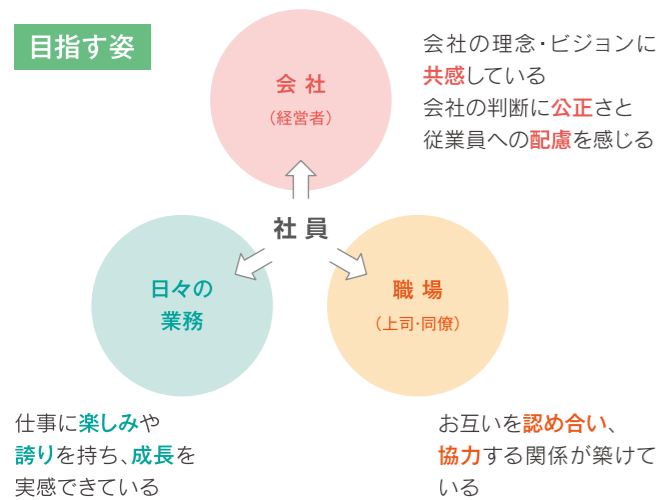 目指す姿
会社
（経営者）
会社の理念・ビジョンに
共感している
会社の判断に公正さと
従業員への配慮を感じる
社員
日々の
業務
職場
（上司・同僚）
仕事に楽しみや
誇りを持ち、成長を
実感できている
お互いを認め合い、
協力する関係が築けて
いる